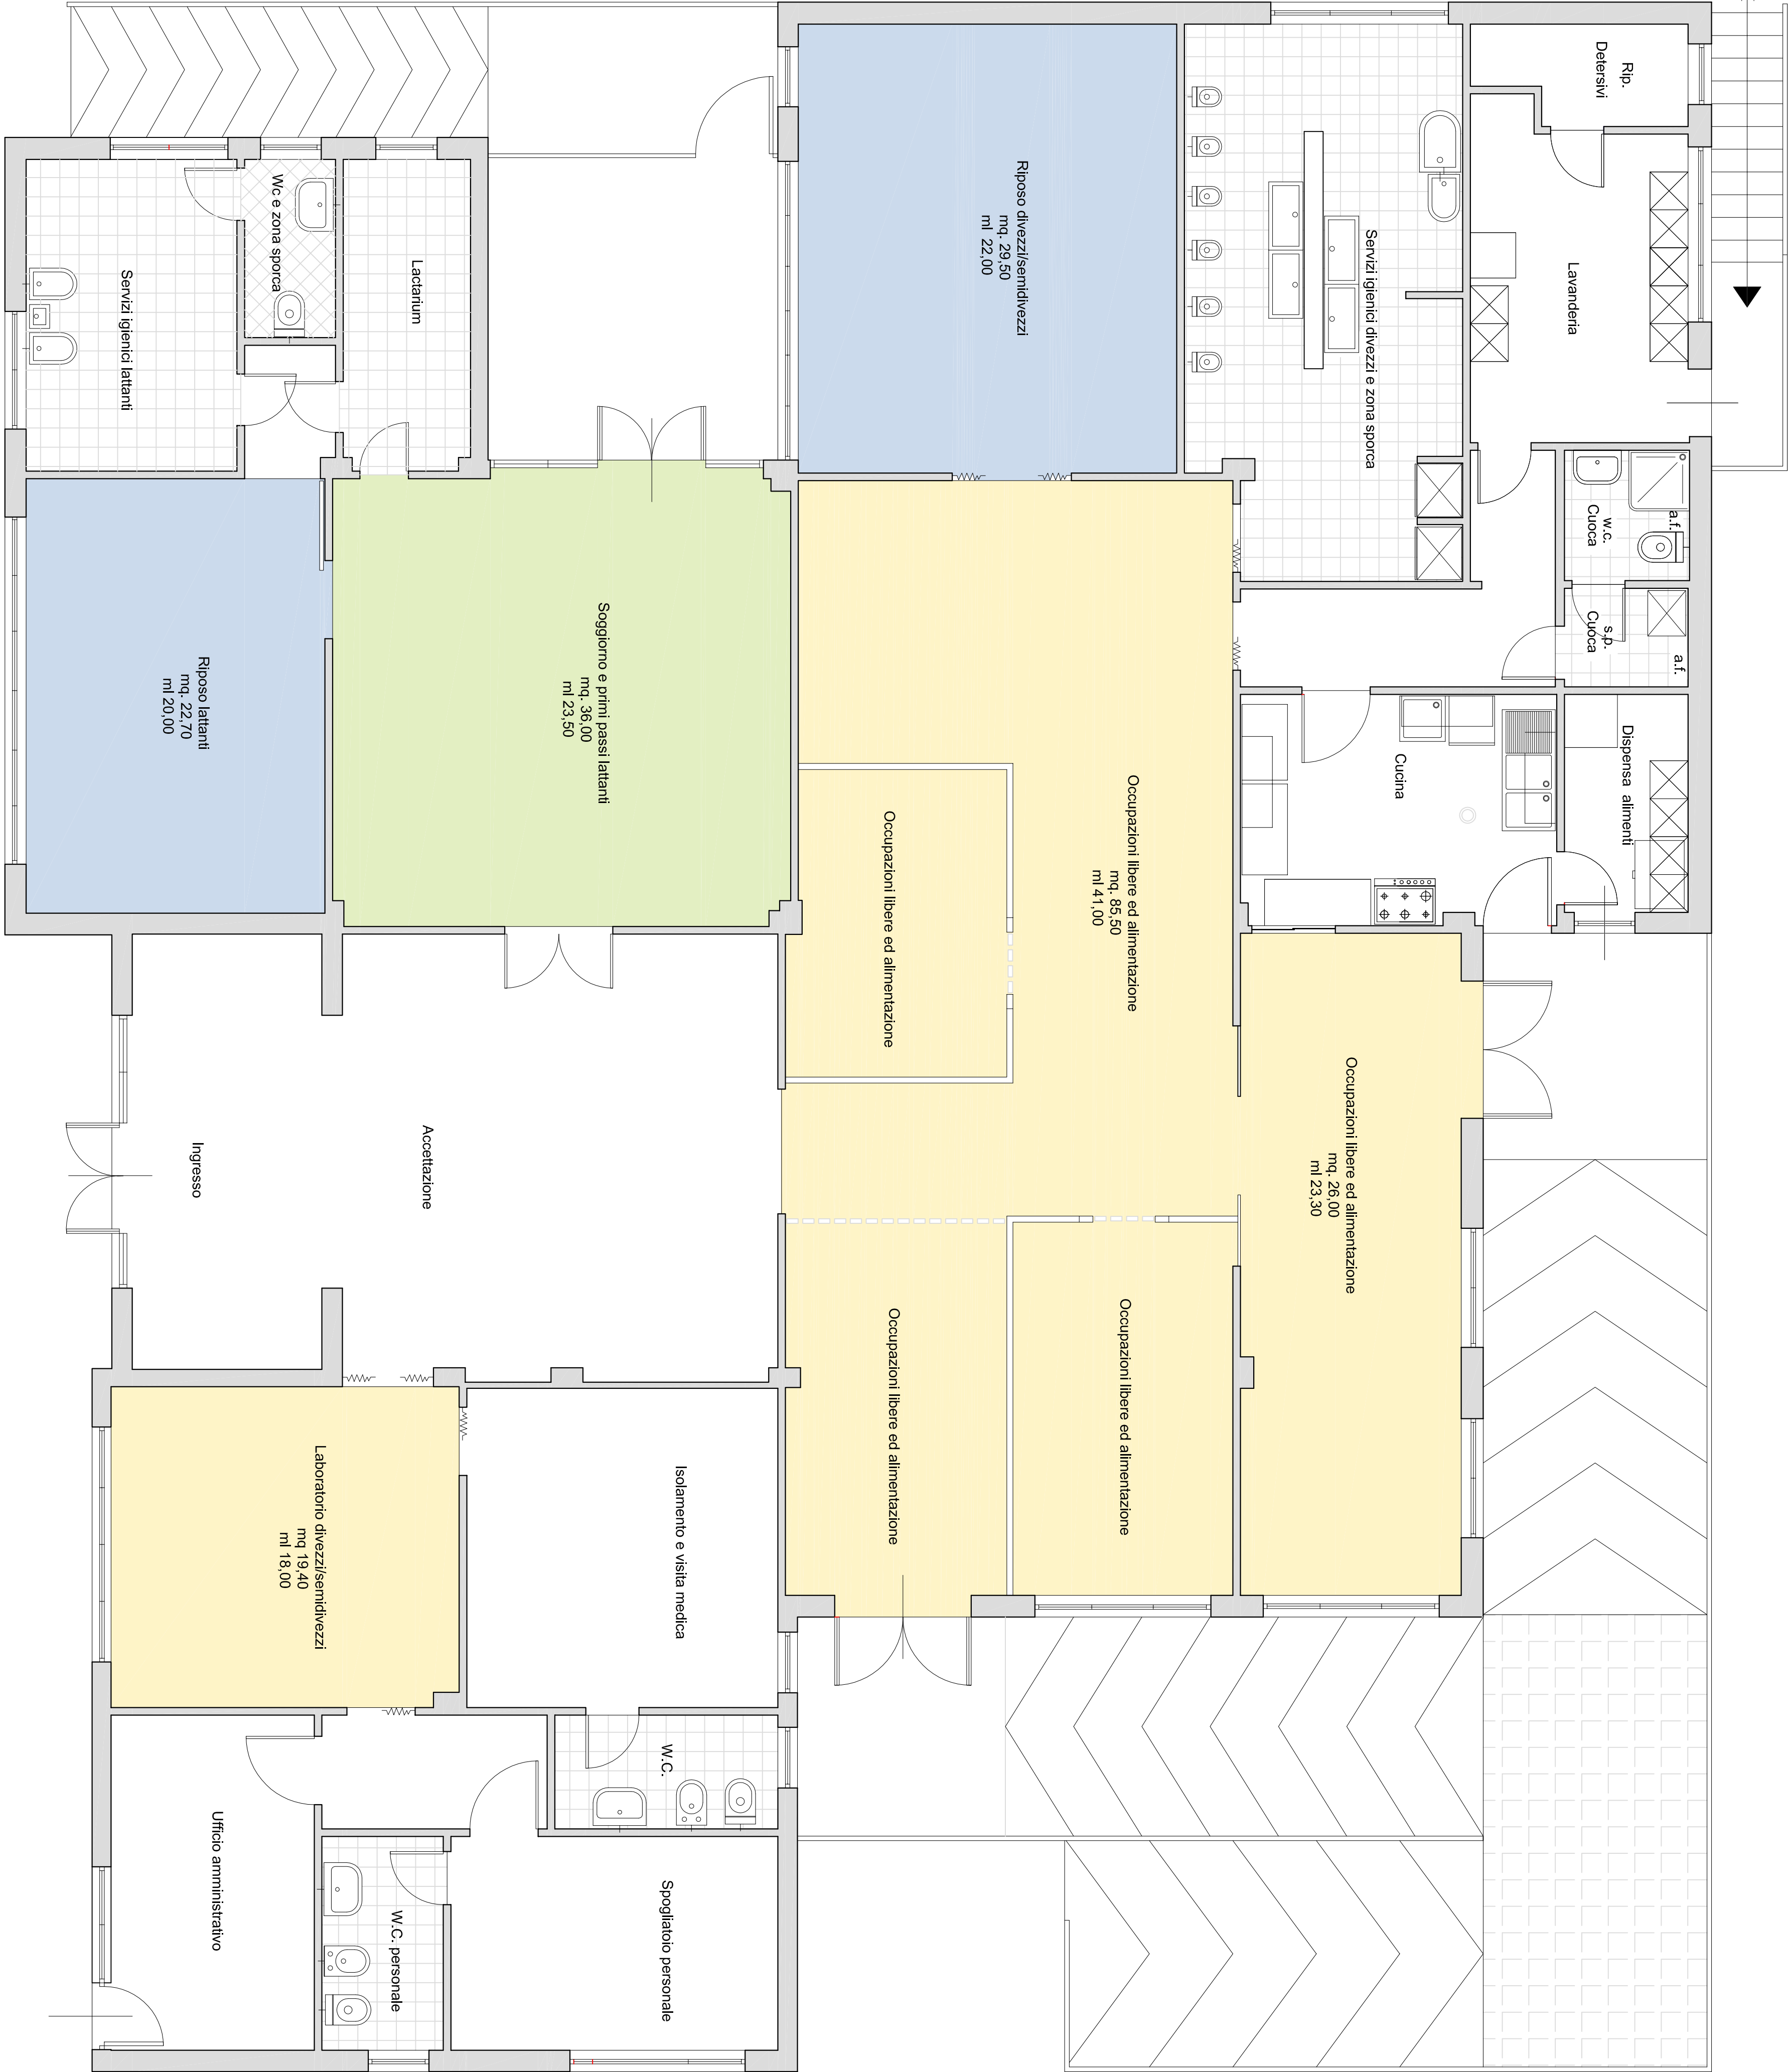 Rip.
Detersivi
Lavanderia
a.f.
w.c.
Cuoca
a.f.
s.p.
Cuoca
Dispensa alimenti
Cucina
Servizi igienici divezzi e zona sporca
Riposo divezzi/semidivezzi
mq. 29,50
ml 22,00
Occupazioni libere ed alimentazione
mq. 85,50
ml 41,00
Occupazioni libere ed alimentazione
mq. 26,00
ml 23,30
Occupazioni libere ed alimentazione
Occupazioni libere ed alimentazione
Occupazioni libere ed alimentazione
Lactarium
Wc e zona sporca
Servizi igienici lattanti
Soggiorno e primi passi lattanti
mq. 36,00
ml 23,50
Riposo lattanti
mq. 22,70
ml 20,00
Accettazione
Ingresso
Isolamento e visita medica
Laboratorio divezzi/semidivezzi
mq 19,40
ml 18,00
W.C.
Spogliatoio personale
W.C. personale
Ufficio amministrativo